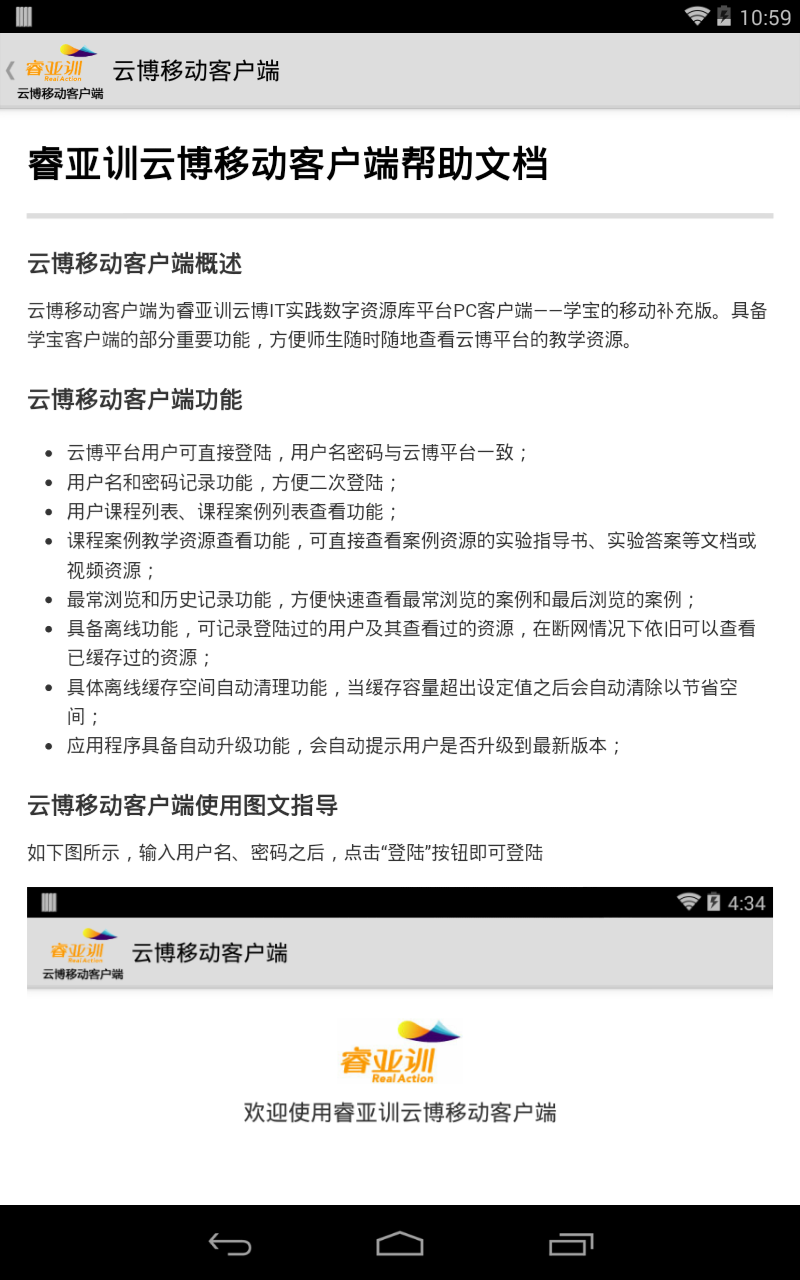 10:59
睿亚训
Real Action
云博移动客户端
云博移动客户端
睿亚训云博移动客户端帮助文档
云博移动客户端概述
云博移动客户端为睿亚训云博IT实践数字资源库平台PC客户端——学宝的移动补充版。具备
学宝客户端的部分重要功能，方便师生随时随地查看云博平台的教学资源。
云博移动客户端功能
• 云博平台用户可直接登陆，用户名密码与云博平台一致；
• 用户名和密码记录功能，方便二次登陆；
• 用户课程列表、课程案例列表查看功能；
• 课程案例教学资源查看功能，可直接查看案例资源的实验指导书、实验答案等文档或
视频资源；
• 最常浏览和历史记录功能，方便快速查看最常浏览的案例和最后浏览的案例；
• 具备离线功能，可记录登陆过的用户及其查看过的资源，在断网情况下依旧可以查看
已缓存过的资源；
• 具体离线缓存空间自动清理功能，当缓存容量超出设定值之后会自动清除以节省空
间；
• 应用程序具备自动升级功能，会自动提示用户是否升级到最新版本；
云博移动客户端使用图文指导
如下图所示，输入用户名、密码之后，点击“登陆”按钮即可登陆
4:34
睿亚训
Real Action
云博移动客户端
云博移动客户端
睿亚训
Real Action
欢迎使用睿亚训云博移动客户端